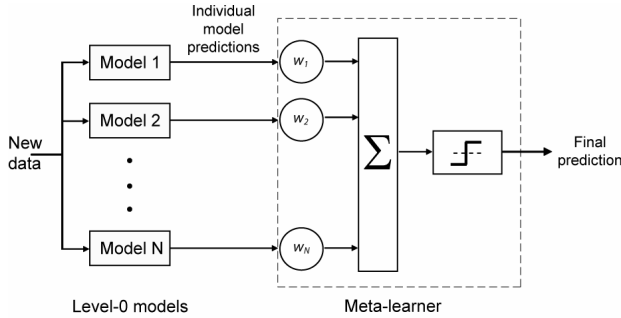 Individual
model
predictions
Model 1
w1
Model 2
w2
New
data
Σ
Final
prediction
Model N
wN
Level-0 models
Meta-learner